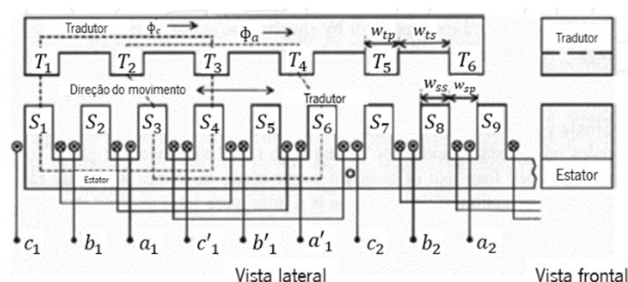 Tradutor ϕc ϕa wtp wts Tradutor
T1 T2 T3 T4 T5 T6
Direção do movimento Tradutor wss wsp
S1 S2 S3 S4 S5 S6 S7 S8 S9
Estator Estator
c1 b1 a1 c'1 b'1 a'1 c2 b2 a2
Vista lateral Vista frontal